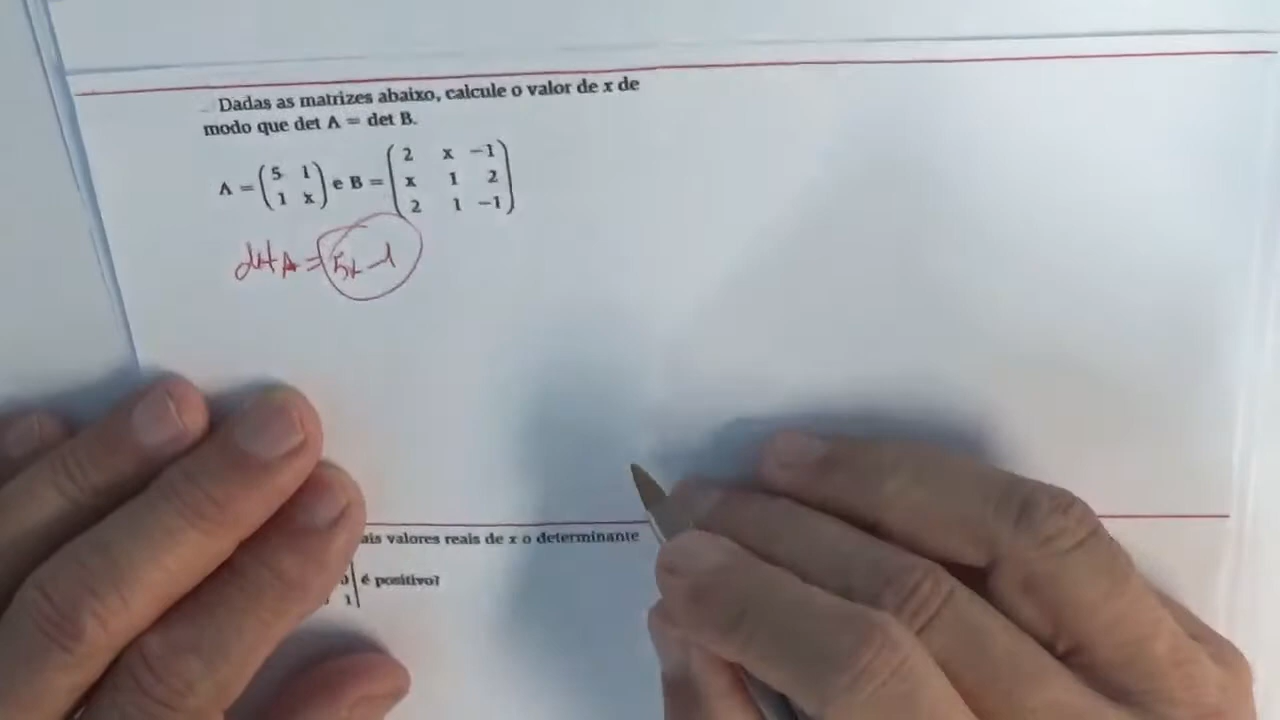 Dadas as matrizes abaixo, calcule o valor de x de
modo que det A = det B.
A = ( 5 1 ) e B = ( 2 x −1 )
( 1 x ) ( x 1 2 )
( 2 1 −1 )
det A = 5x − 1
ais valores reais de x o determinante
é positivo?
1